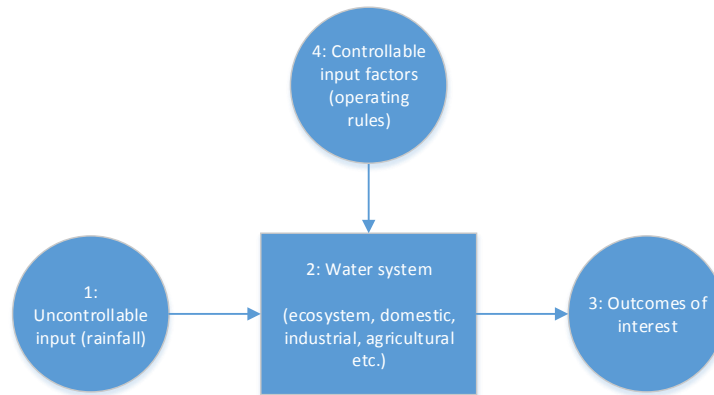 4: Controllable
input factors
(operating
rules)
1:
Uncontrollable
input (rainfall)
2: Water system
(ecosystem, domestic,
industrial, agricultural
etc.)
3: Outcomes of
interest